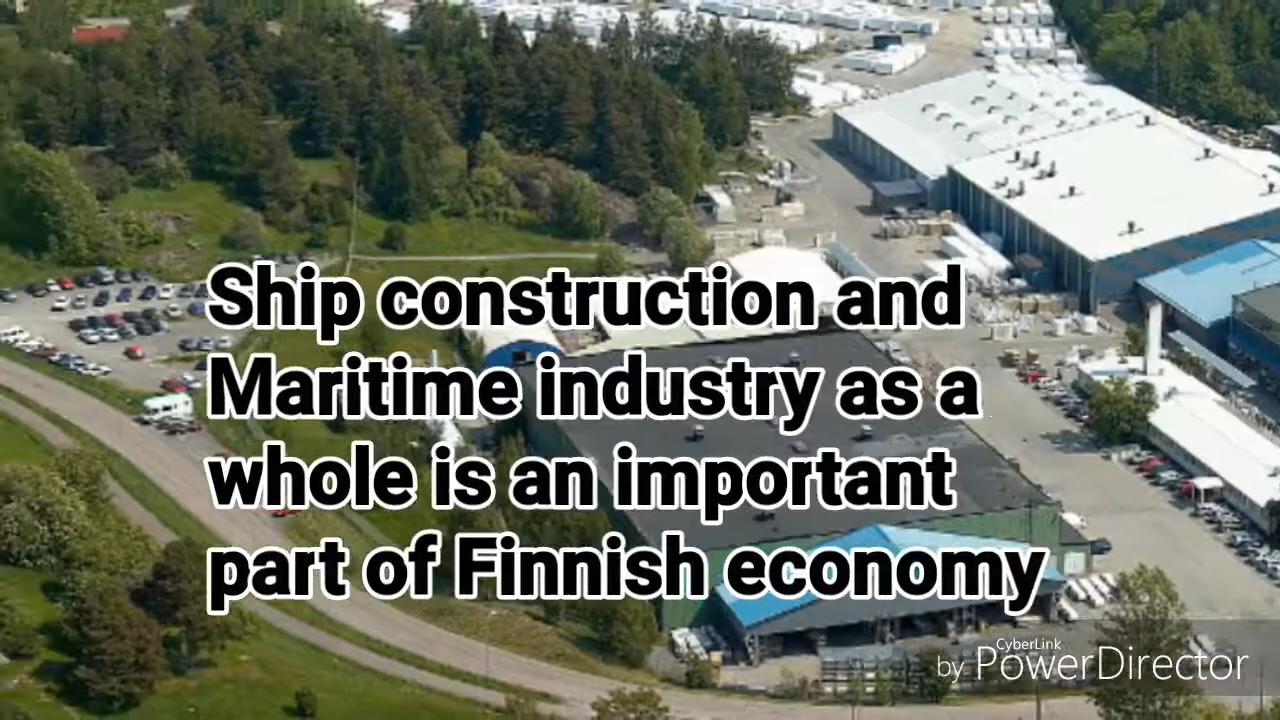 Ship construction and
Maritime industry as a
whole is an important
part of Finnish economy
CyberLink
by PowerDirector